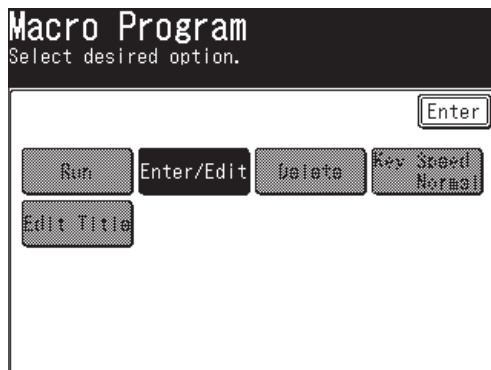 Macro Program
Select desired option.
Enter
Run Enter/Edit Delete Key Speed
Normal
Edit Title